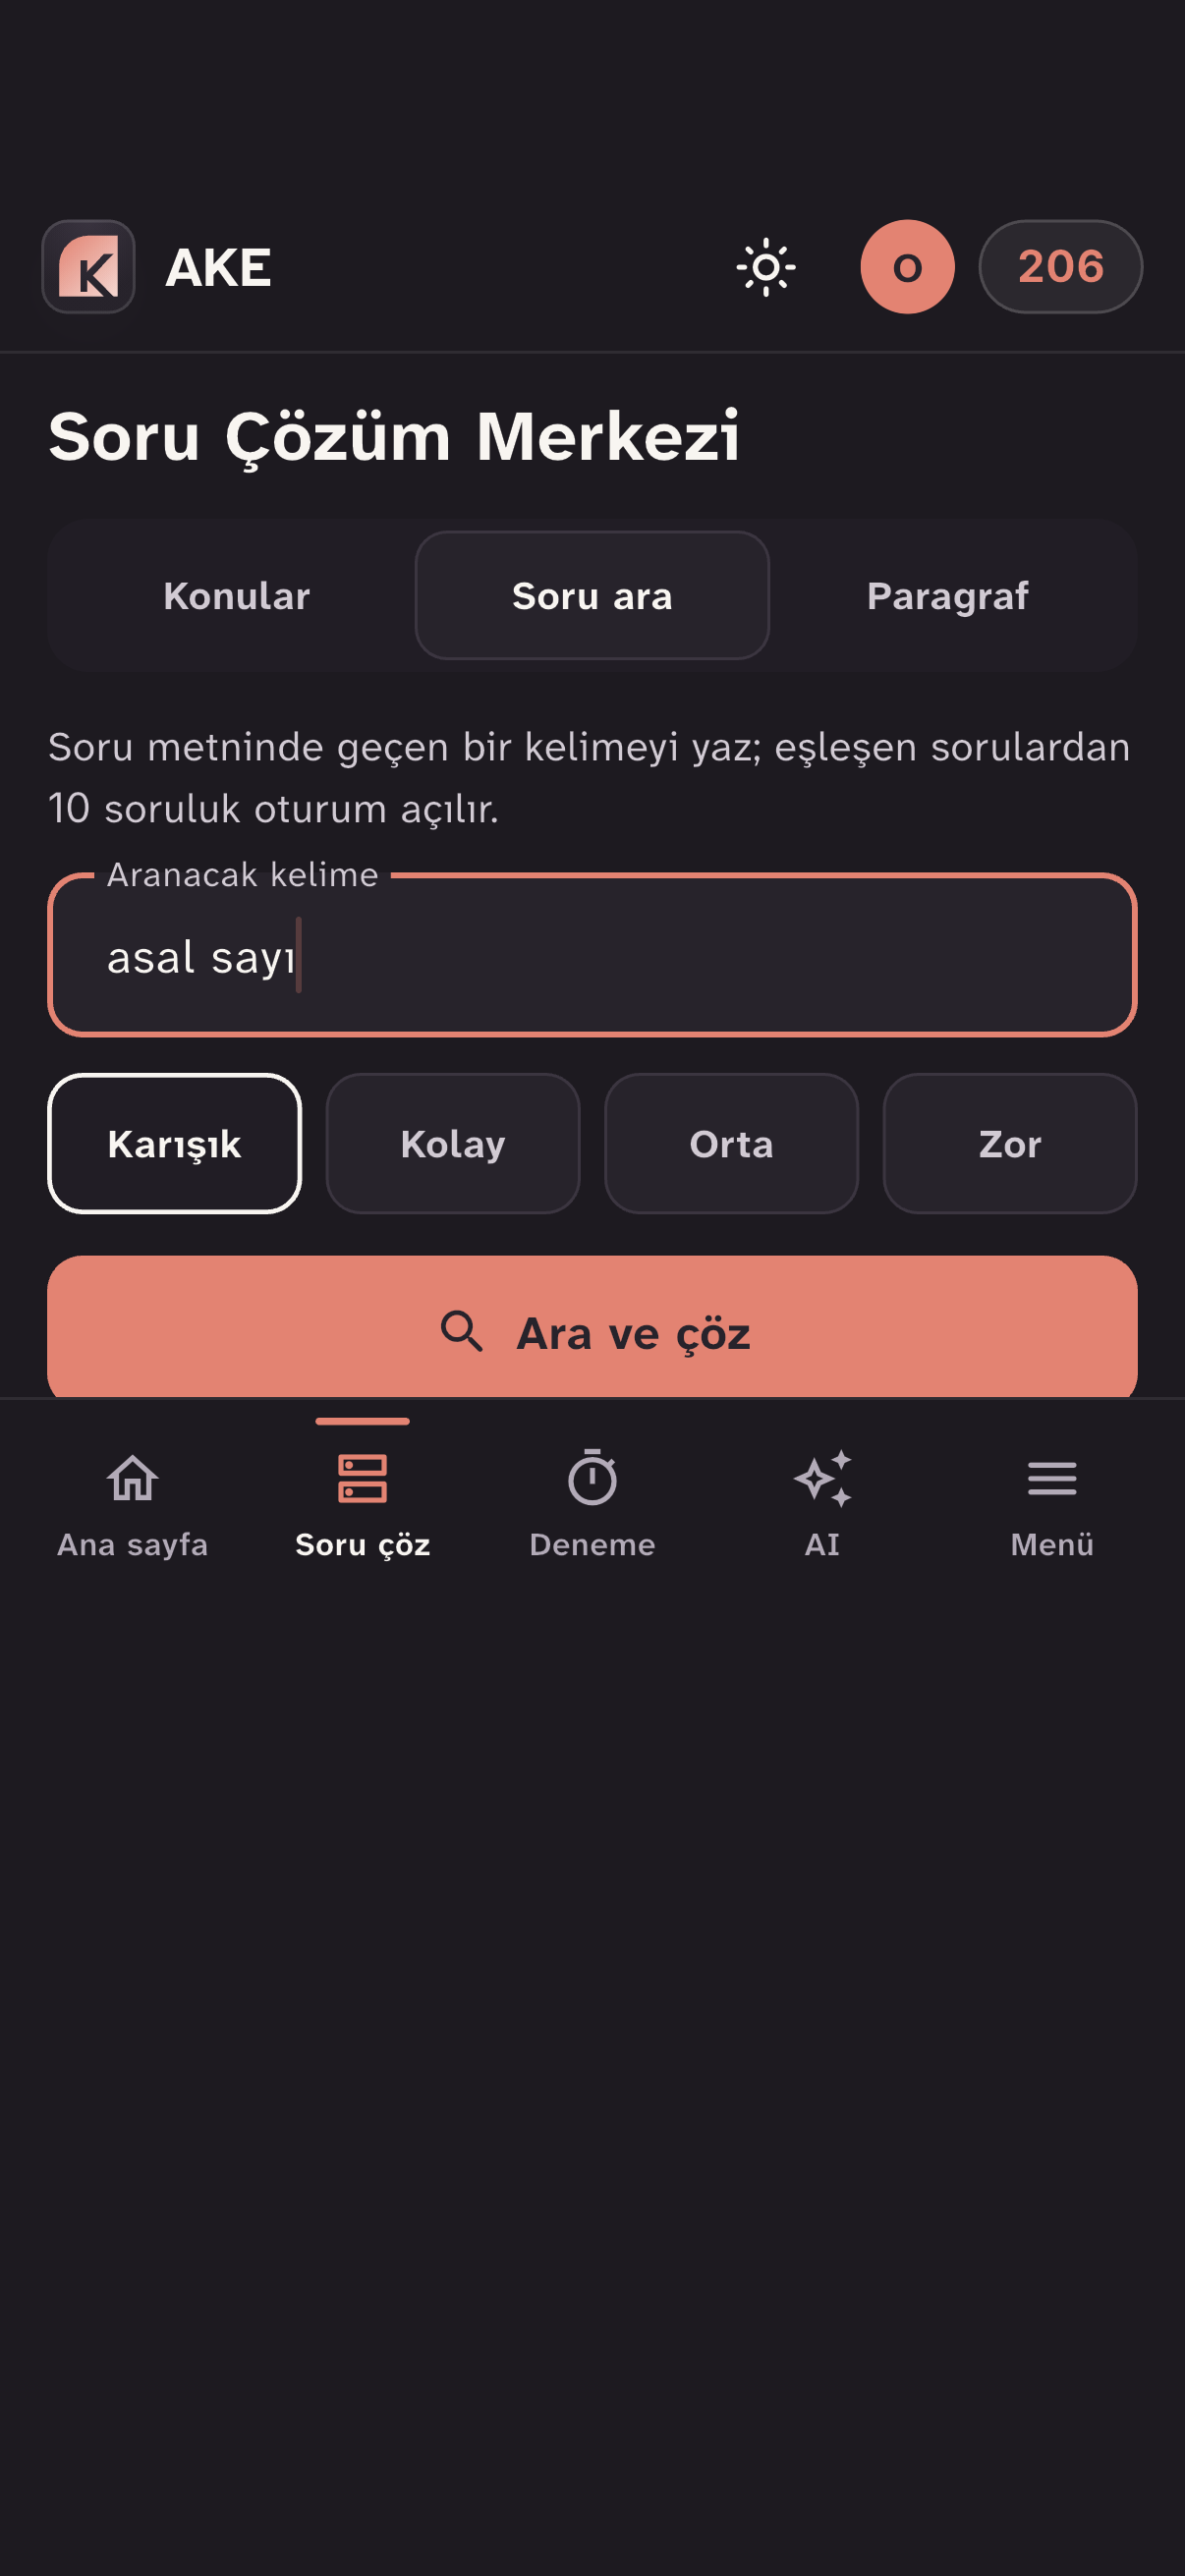 AKE
O
206
Soru Çözüm Merkezi
Konular
Soru ara
Paragraf
Soru metninde geçen bir kelimeyi yaz; eşleşen sorulardan
10 soruluk oturum açılır.
Aranacak kelime
asal sayı
Karışık
Kolay
Orta
Zor
Ara ve çöz
Ana sayfa
Soru çöz
Deneme
AI
Menü